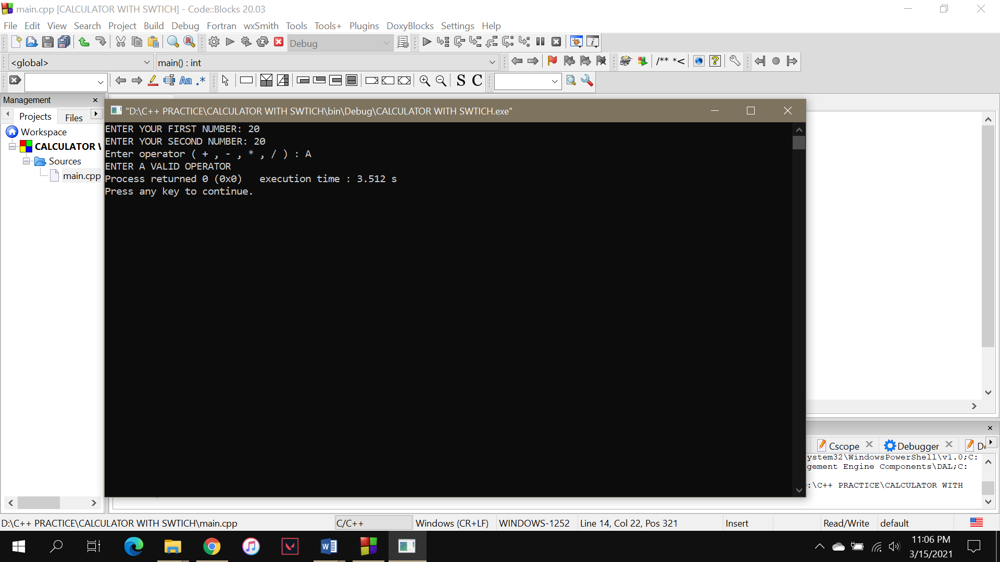 main.cpp [CALCULATOR WITH SWTICH] - Code::Blocks 20.03
File Edit View Search Project Build Debug Fortran wxSmith Tools Tools+ Plugins DoxyBlocks Settings Help
Debug
<global> main() : int /** *<
Aa .* S C
Management
Projects Files
"D:\C++ PRACTICE\CALCULATOR WITH SWTICH\bin\Debug\CALCULATOR WITH SWTICH.exe"
Workspace
CALCULATOR
Sources
main.cpp
ENTER YOUR FIRST NUMBER: 20
ENTER YOUR SECOND NUMBER: 20
Enter operator ( + , - , * , / ) : A
ENTER A VALID OPERATOR
Process returned 0 (0x0)   execution time : 3.512 s
Press any key to continue.
Cscope Debugger
ystem32\WindowsPowerShell\v1.0;C:
gement Engine Components\DAL;C:
:\C++ PRACTICE\CALCULATOR WITH
D:\C++ PRACTICE\CALCULATOR WITH SWTICH\main.cpp C/C++ Windows (CR+LF) WINDOWS-1252 Line 14, Col 22, Pos 321 Insert Read/Write default
11:06 PM
3/15/2021